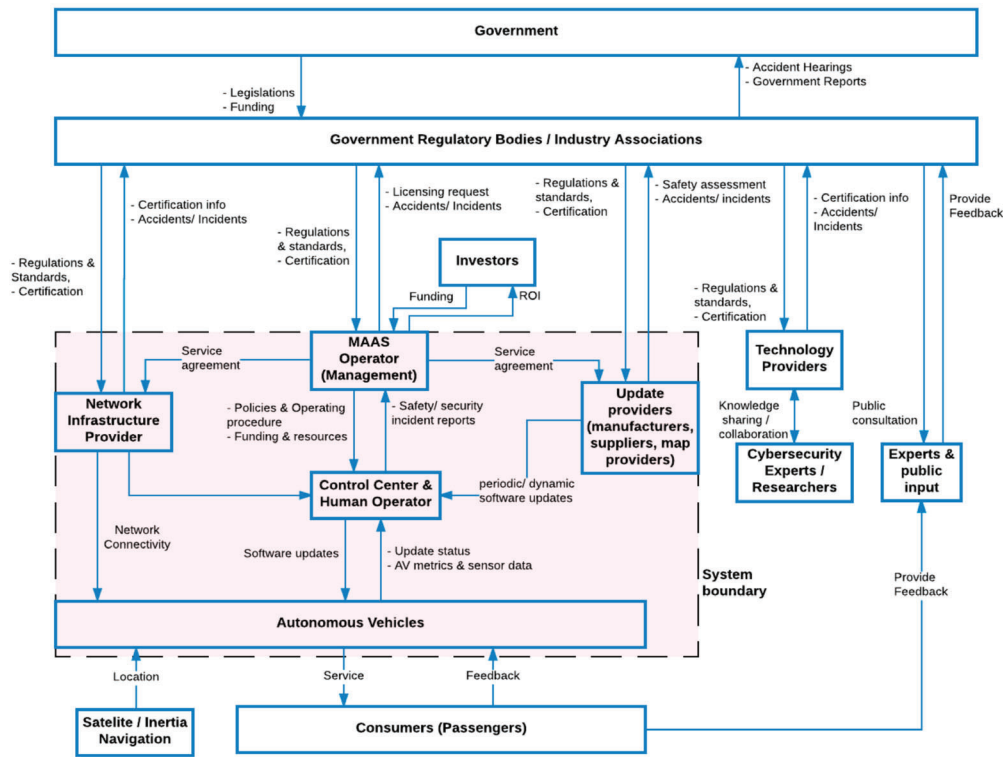 Government
- Legislations
- Funding
- Accident Hearings
- Government Reports
Government Regulatory Bodies / Industry Associations
- Regulations &
Standards,
- Certification
- Certification info
- Accidents/ Incidents
- Regulations
& standards,
- Certification
- Licensing request
- Accidents/ Incidents
- Regulations &
standards,
- Certification
- Safety assessment
- Accidents/ incidents
- Regulations &
standards,
- Certification
- Certification info
- Accidents/
Incidents
Provide
Feedback
Investors
Funding
ROI
MAAS
Operator
(Management)
Service
agreement
Service
agreement
Technology
Providers
Network
Infrastructure
Provider
- Policies & Operating
procedure
- Funding & resources
- Safety/ security
incident reports
Update
providers
(manufacturers,
suppliers, map
providers)
Knowledge
sharing /
collaboration
Public
consultation
Cybersecurity
Experts /
Researchers
Experts &
public
input
Control Center &
Human Operator
periodic/ dynamic
software updates
Network
Connectivity
Software updates
- Update status
- AV metrics & sensor data
System
boundary
Provide
Feedback
Autonomous Vehicles
Location
Service
Feedback
Satelite / Inertia
Navigation
Consumers (Passengers)